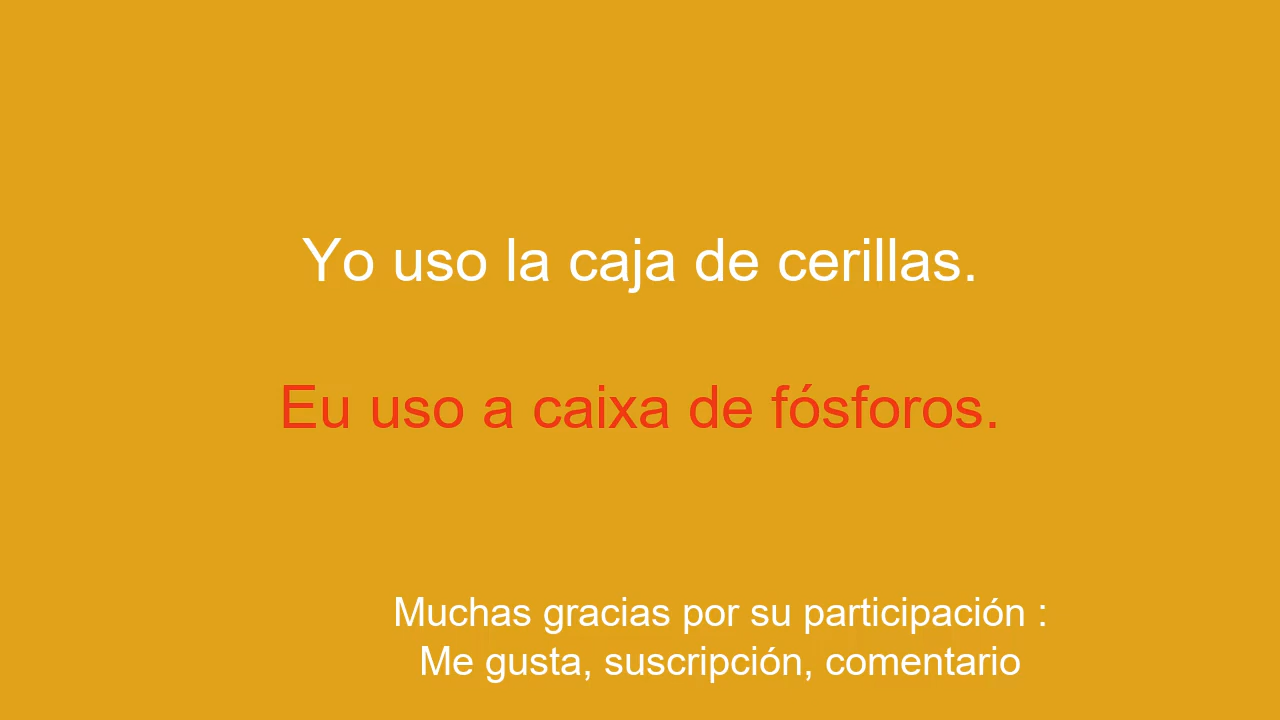 Yo uso la caja de cerillas.
Eu uso a caixa de fósforos.
Muchas gracias por su participación :
Me gusta, suscripción, comentario